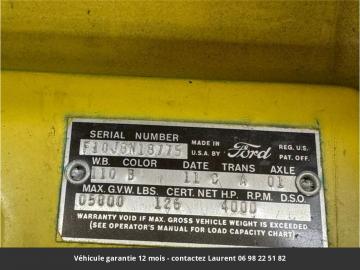 SERIAL NUMBER
F10JBN18775
MADE IN U.S.A. BY
Ford
REG. U.S. PAT. OFF.
W.B. COLOR DATE TRANS AXLE
110 B 11 C A 01
MAX. G.V.W. LBS. CERT. NET H.P. R.P.M. D.S.O.
05000 126 4000
WARRANTY VOID IF MAX. GROSS VEHICLE WEIGHT IS EXCEEDED
(SEE OPERATOR'S MANUAL FOR LOAD CAPACITY CHART)
Véhicule garantie 12 mois - contactez Laurent 06 98 22 51 82